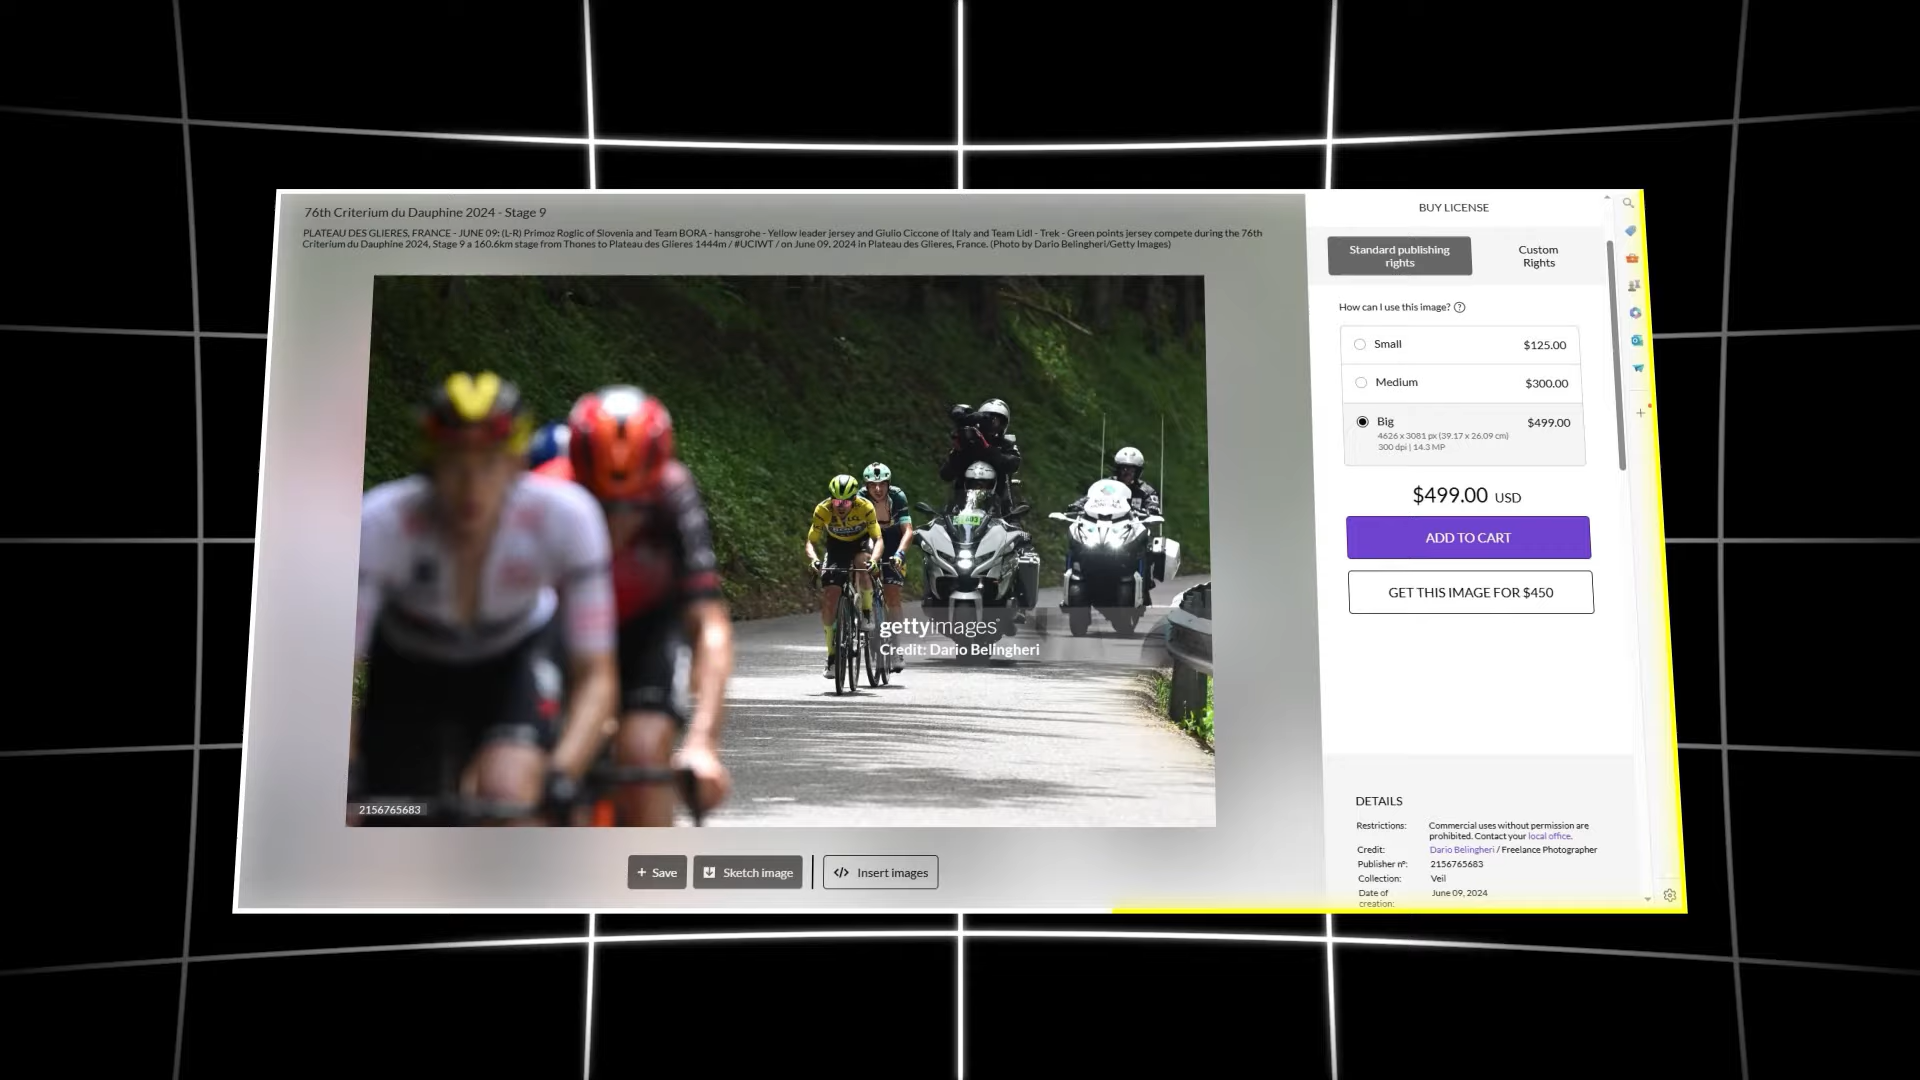 76th Criterium du Dauphine 2024 - Stage 9
PLATEAU DES GLIERES, FRANCE - JUNE 09: (L-R) Primoz Roglic of Slovenia and Team BORA - hansgrohe - Yellow leader jersey and Giulio Ciccone of Italy and Team Lidl - Trek - Green points jersey compete during the 76th
Criterium du Dauphine 2024, Stage 9 a 160.6km stage from Thones to Plateau des Glieres 1444m / #UCIWT / on June 09, 2024 in Plateau des Glieres, France. (Photo by Dario Belingheri/Getty Images)
gettyimages
Credit: Dario Belingheri
2156765683
+ Save
Sketch image
</> Insert images
BUY LICENSE
Standard publishing
rights
Custom
Rights
How can I use this image? ?
Small $125.00
Medium $300.00
Big $499.00
4626 x 3081 px (39.17 x 26.09 cm)
300 dpi | 14.3 MP
$499.00 USD
ADD TO CART
GET THIS IMAGE FOR $450
DETAILS
Restrictions: Commercial uses without permission are
prohibited. Contact your local office.
Credit: Dario Belingheri / Freelance Photographer
Publisher nº: 2156765683
Collection: Veil
Date of June 09, 2024
creation: